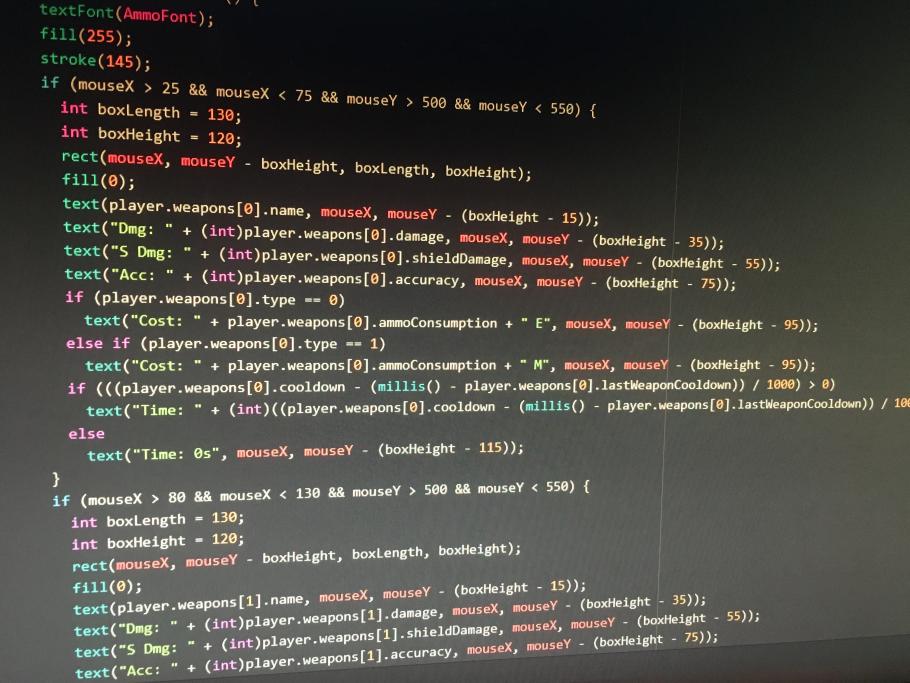 () {
textFont(AmmoFont);
fill(255);
stroke(145);
if (mouseX > 25 && mouseX < 75 && mouseY > 500 && mouseY < 550) {
int boxLength = 130;
int boxHeight = 120;
rect(mouseX, mouseY - boxHeight, boxLength, boxHeight);
fill(0);
text(player.weapons[0].name, mouseX, mouseY - (boxHeight - 15));
text("Dmg: " + (int)player.weapons[0].damage, mouseX, mouseY - (boxHeight - 35));
text("S Dmg: " + (int)player.weapons[0].shieldDamage, mouseX, mouseY - (boxHeight - 55));
text("Acc: " + (int)player.weapons[0].accuracy, mouseX, mouseY - (boxHeight - 75));
if (player.weapons[0].type == 0)
text("Cost: " + player.weapons[0].ammoConsumption + " E", mouseX, mouseY - (boxHeight - 95));
else if (player.weapons[0].type == 1)
text("Cost: " + player.weapons[0].ammoConsumption + " M", mouseX, mouseY - (boxHeight - 95));
if (((player.weapons[0].cooldown - (millis() - player.weapons[0].lastWeaponCooldown)) / 1000) > 0)
text("Time: " + (int)((player.weapons[0].cooldown - (millis() - player.weapons[0].lastWeaponCooldown)) / 100
else
text("Time: 0s", mouseX, mouseY - (boxHeight - 115));
}
if (mouseX > 80 && mouseX < 130 && mouseY > 500 && mouseY < 550) {
int boxLength = 130;
int boxHeight = 120;
rect(mouseX, mouseY - boxHeight, boxLength, boxHeight);
fill(0);
text(player.weapons[1].name, mouseX, mouseY - (boxHeight - 15));
text("Dmg: " + (int)player.weapons[1].damage, mouseX, mouseY - (boxHeight - 35));
text("S Dmg: " + (int)player.weapons[1].shieldDamage, mouseX, mouseY - (boxHeight - 55));
text("Acc: " + (int)player.weapons[1].accuracy, mouseX, mouseY - (boxHeight - 75));